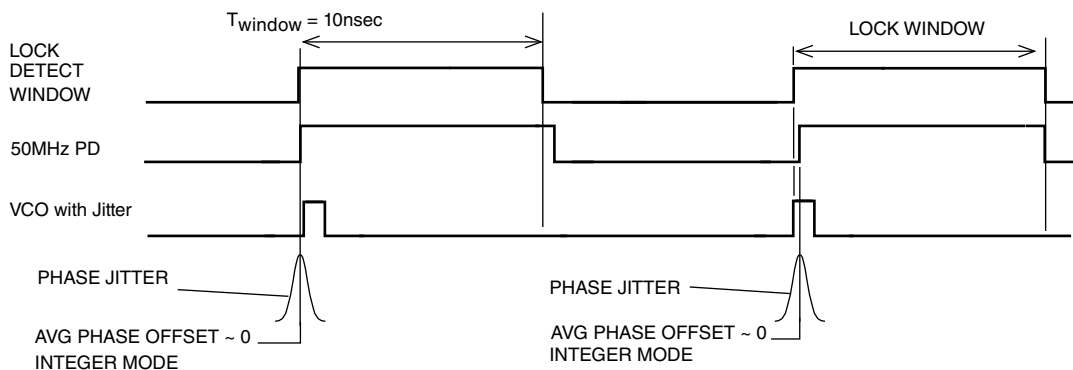 Twindow = 10nsec
LOCK WINDOW
LOCK
DETECT
WINDOW
50MHz PD
VCO with Jitter
PHASE JITTER
AVG PHASE OFFSET ~ 0
INTEGER MODE
PHASE JITTER
AVG PHASE OFFSET ~ 0
INTEGER MODE